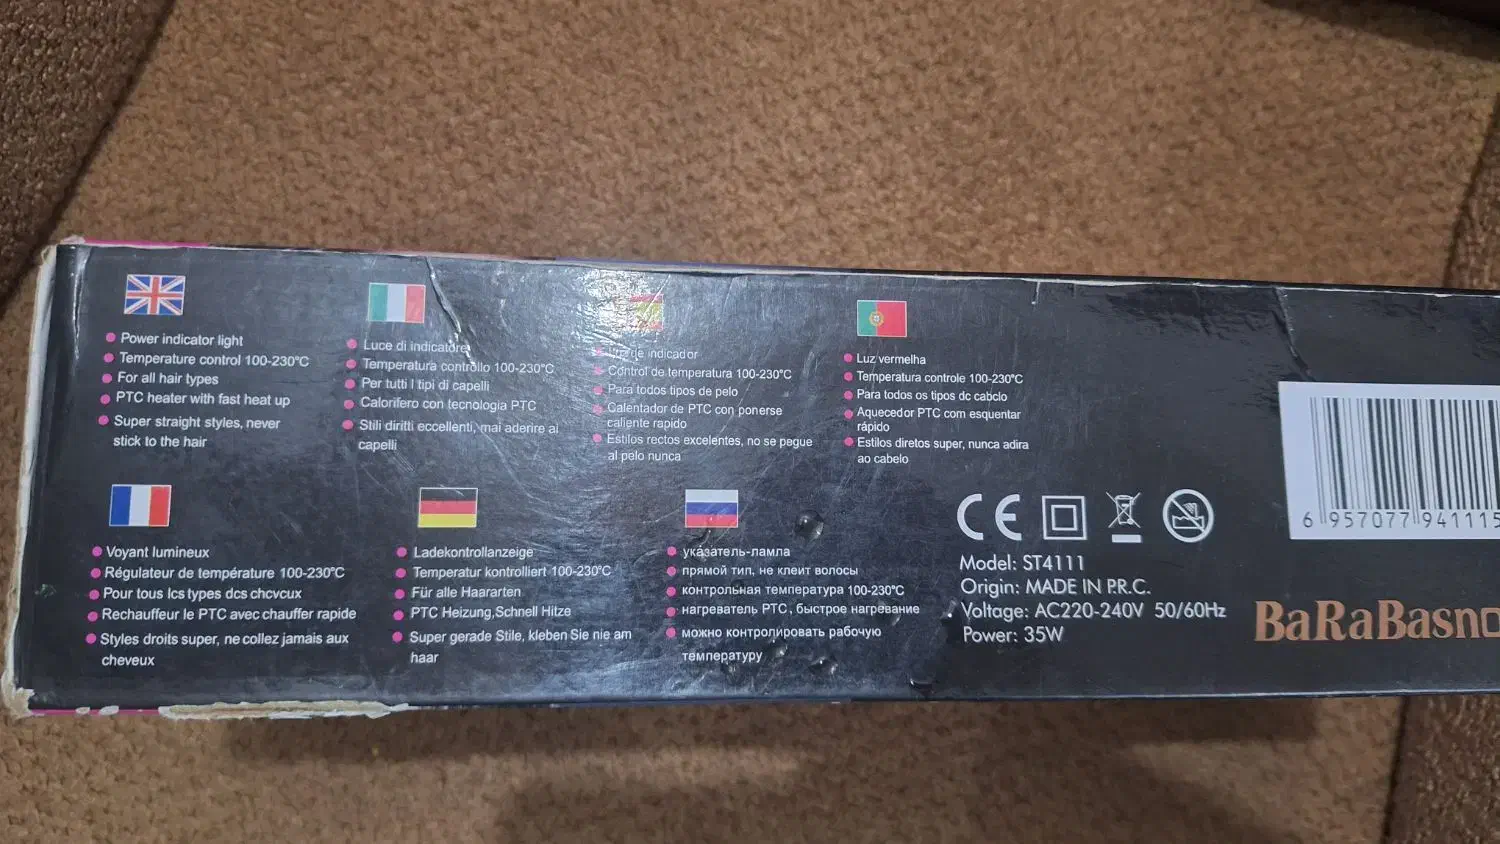 Power indicator light
Temperature control 100-230°C
For all hair types
PTC heater with fast heat up
Super straight styles, never
stick to the hair
Luce di indicatore
Temperatura controllo 100-230°C
Per tutti I tipi di capelli
Calorifero con tecnologia PTC
Stili diritti eccellenti, mai aderire ai
capelli
de indicador
Control de temperatura 100-230°C
Para todos tipos de pelo
Calentador de PTC con ponerse
caliente rapido
Estilos rectos excelentes, no se pegue
al pelo nunca
Luz vermelha
Temperatura controle 100-230°C
Para todos os tipos dc cabclo
Aquecedor PTC com esquentar
rápido
Estilos diretos super, nunca adira
ao cabelo
Voyant lumineux
Régulateur de température 100-230°C
Pour tous lcs types dcs chcvcux
Rechauffeur le PTC avec chauffer rapide
Styles droits super, ne collez jamais aux
cheveux
Ladekontrollanzeige
Temperatur kontrolliert 100-230°C
Für alle Haararten
PTC Heizung,Schnell Hitze
Super gerade Stile, kleben Sie nie am
haar
указатель-лампа
прямой тип, не клеит волосы
контрольная температура 100-230°C
нагреватель PTC, быстрое нагревание
можно контролировать рабочую
температуру
CE
Model: ST4111
Origin: MADE IN P.R.C.
Voltage: AC220-240V 50/60Hz
Power: 35W
6 957077 941115
BaRaBasno